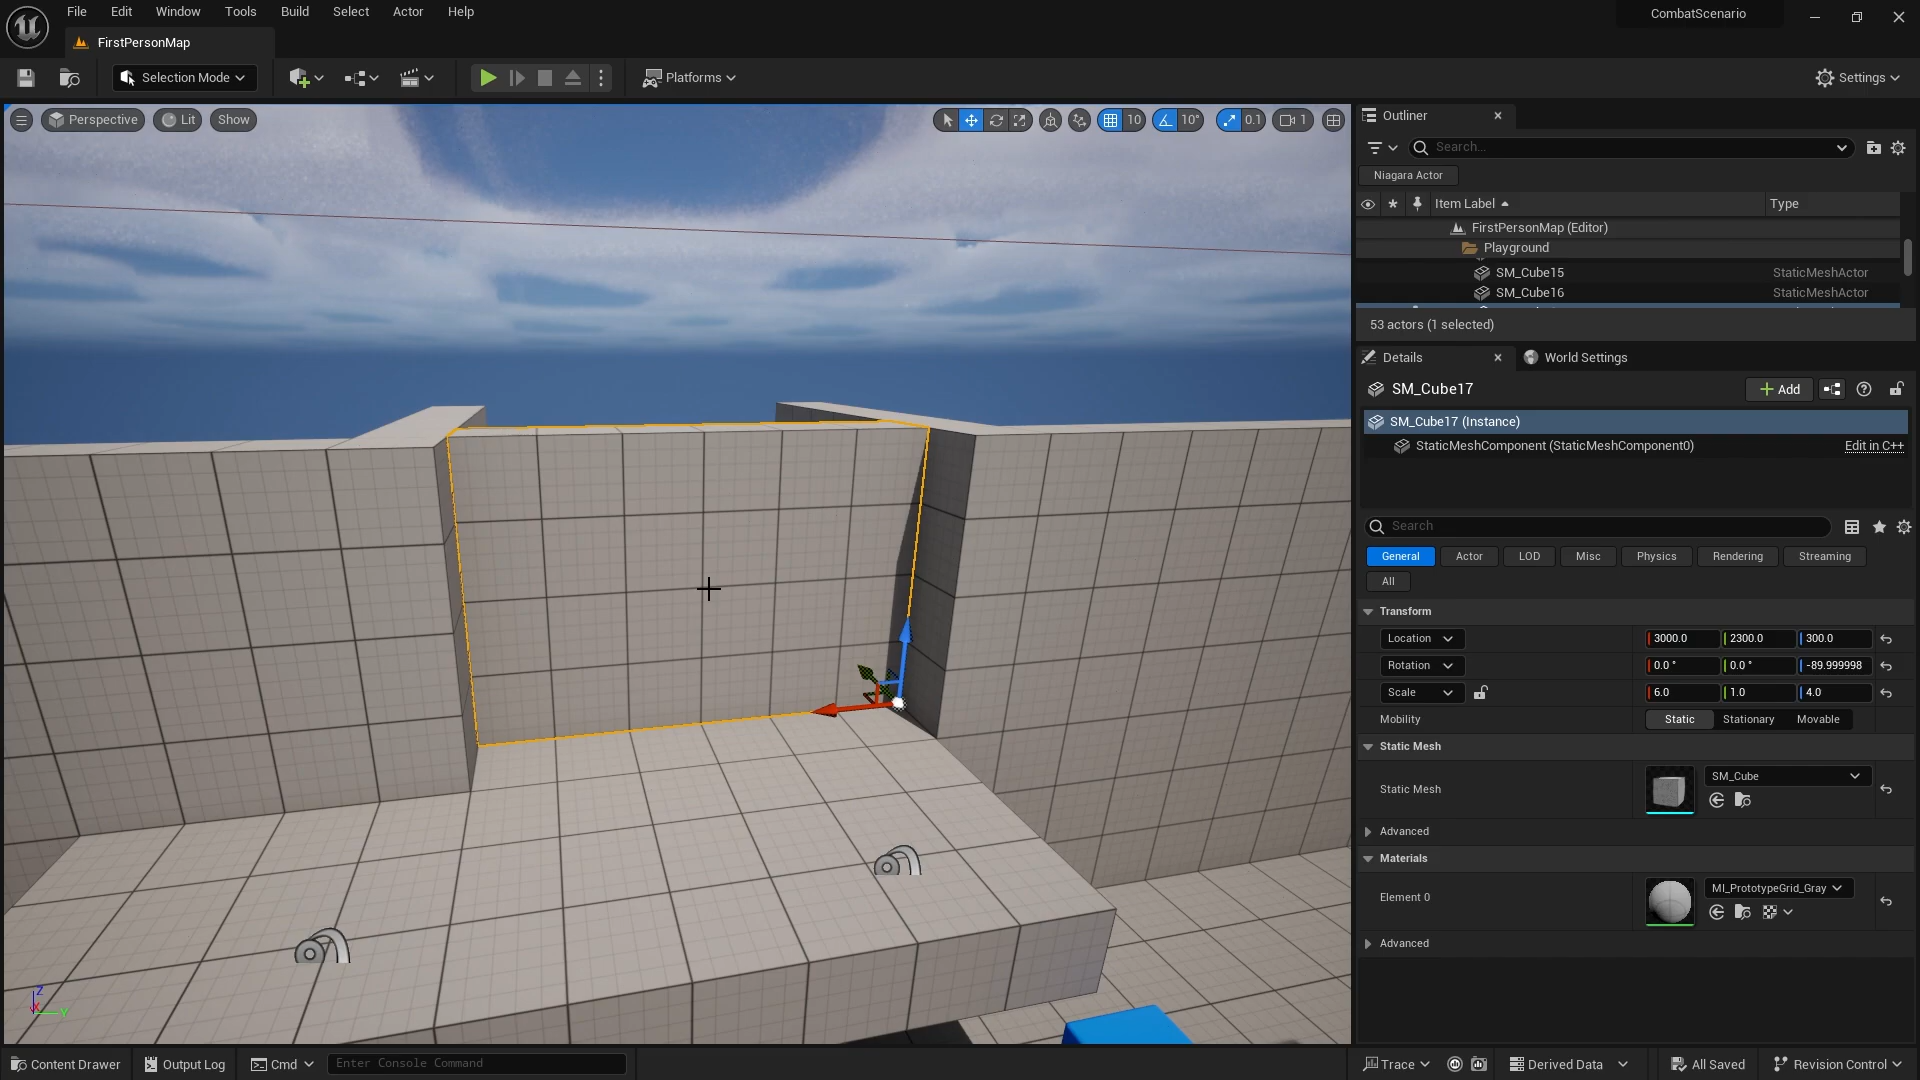 File Edit Window Tools Build Select Actor Help
CombatScenario
FirstPersonMap
Selection Mode
Platforms
Settings
Perspective Lit Show
10 10° 0.1 1
Outliner
Search...
Niagara Actor
Item Label Type
FirstPersonMap (Editor)
Playground
SM_Cube15 StaticMeshActor
SM_Cube16 StaticMeshActor
53 actors (1 selected)
Details World Settings
SM_Cube17 Add
SM_Cube17 (Instance)
StaticMeshComponent (StaticMeshComponent0) Edit in C++
Search
General Actor LOD Misc Physics Rendering Streaming
All
Transform
Location 3000.0 2300.0 300.0
Rotation 0.0 ° 0.0 ° -89.999998
Scale 6.0 1.0 4.0
Mobility Static Stationary Movable
Static Mesh
Static Mesh SM_Cube
Advanced
Materials
Element 0 MI_PrototypeGrid_Gray
Advanced
Z
X
Y
Content Drawer Output Log Cmd Enter Console Command
Trace Derived Data All Saved Revision Control